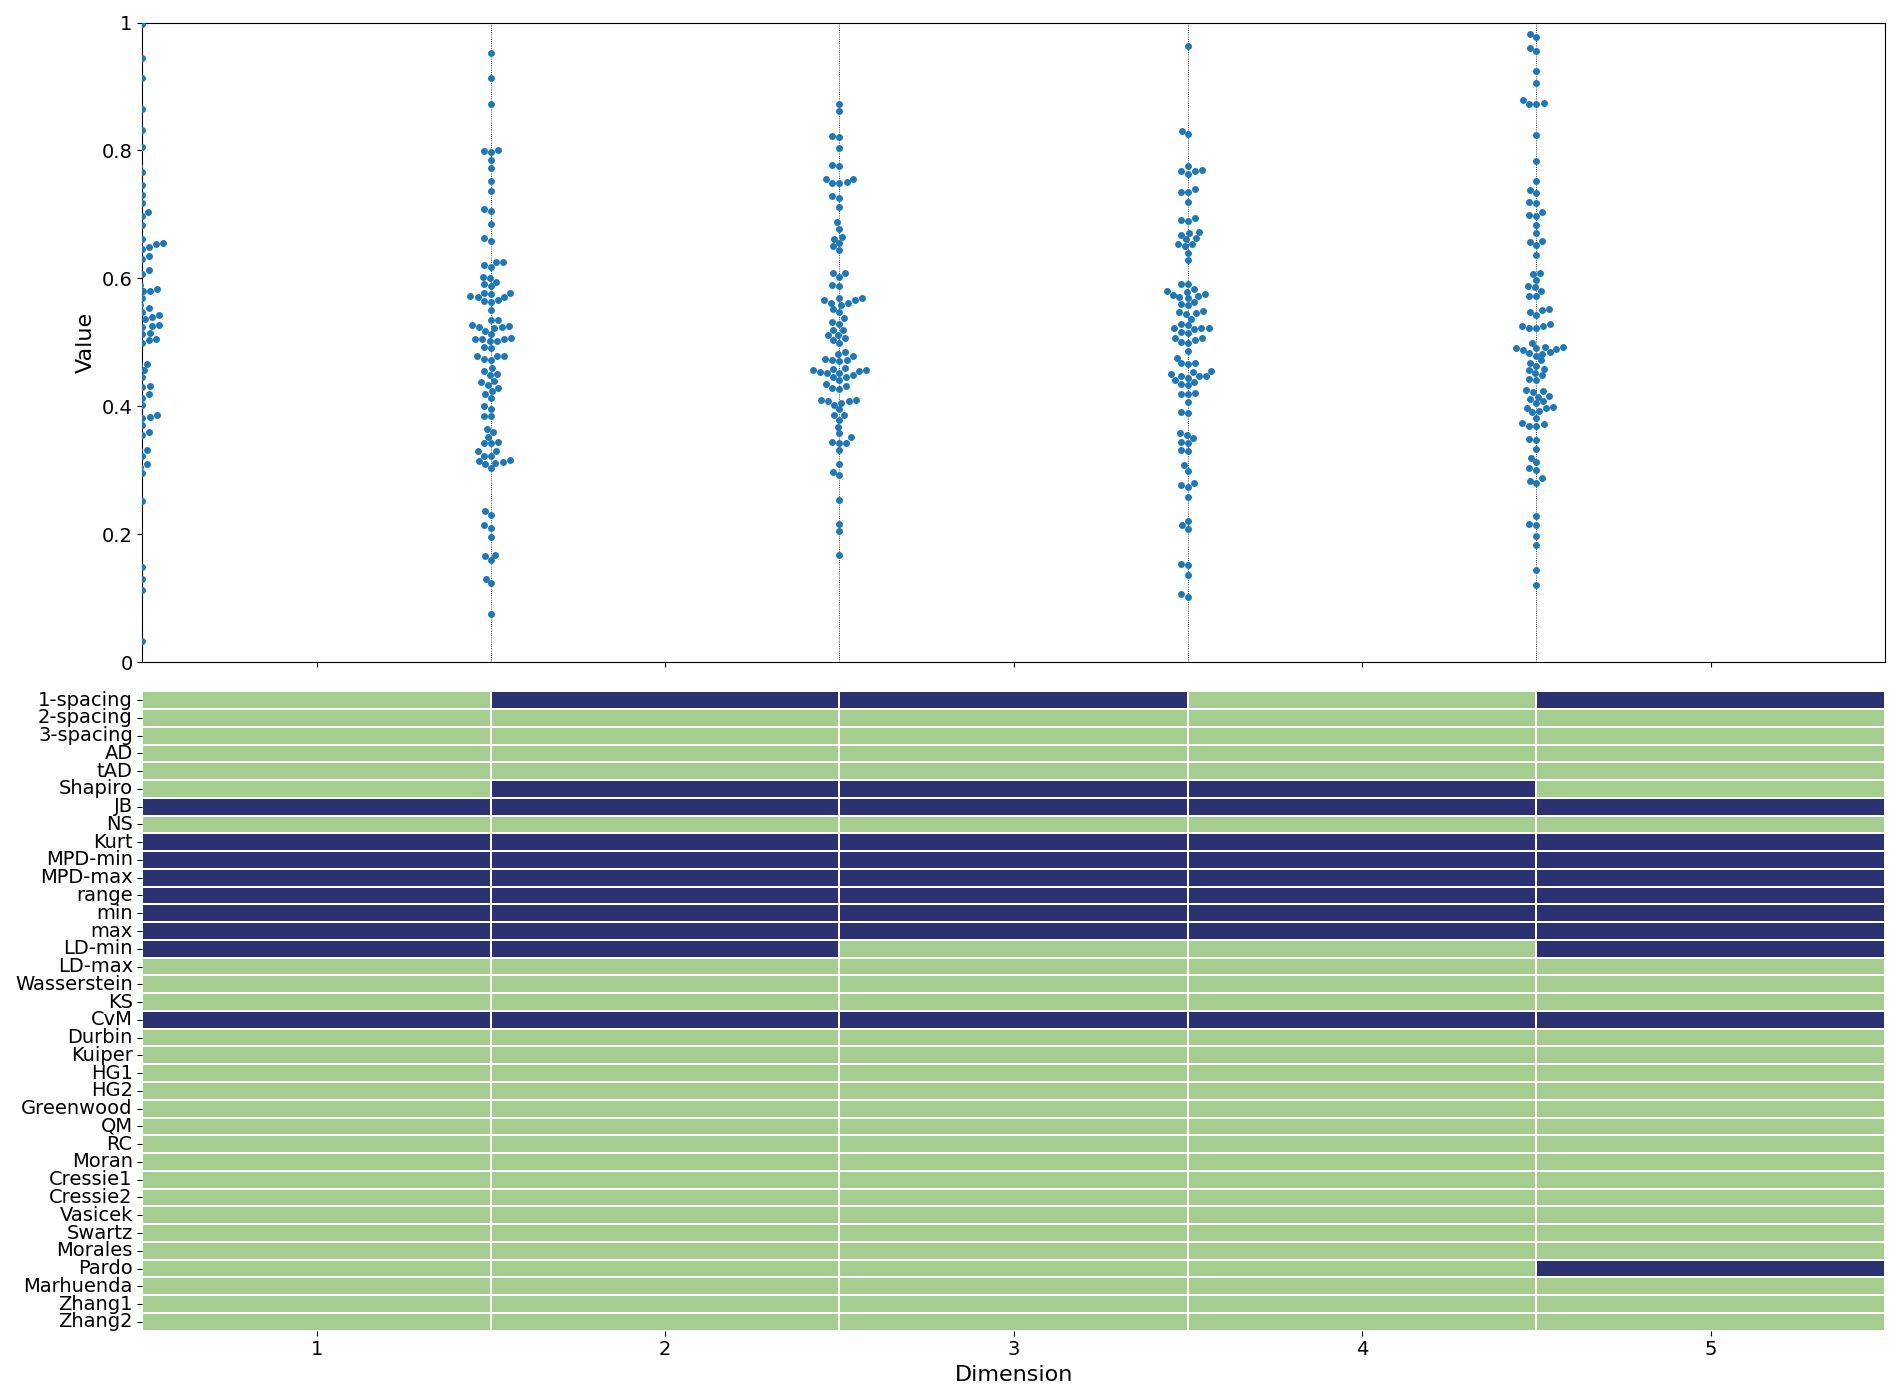 1
0.8
0.6
0.4
0.2
0
Value
1-spacing
2-spacing
3-spacing
AD
tAD
Shapiro
JB
NS
Kurt
MPD-min
MPD-max
range
min
max
LD-min
LD-max
Wasserstein
KS
CvM
Durbin
Kuiper
HG1
HG2
Greenwood
QM
RC
Moran
Cressie1
Cressie2
Vasicek
Swartz
Morales
Pardo
Marhuenda
Zhang1
Zhang2
1 2 3 4 5
Dimension